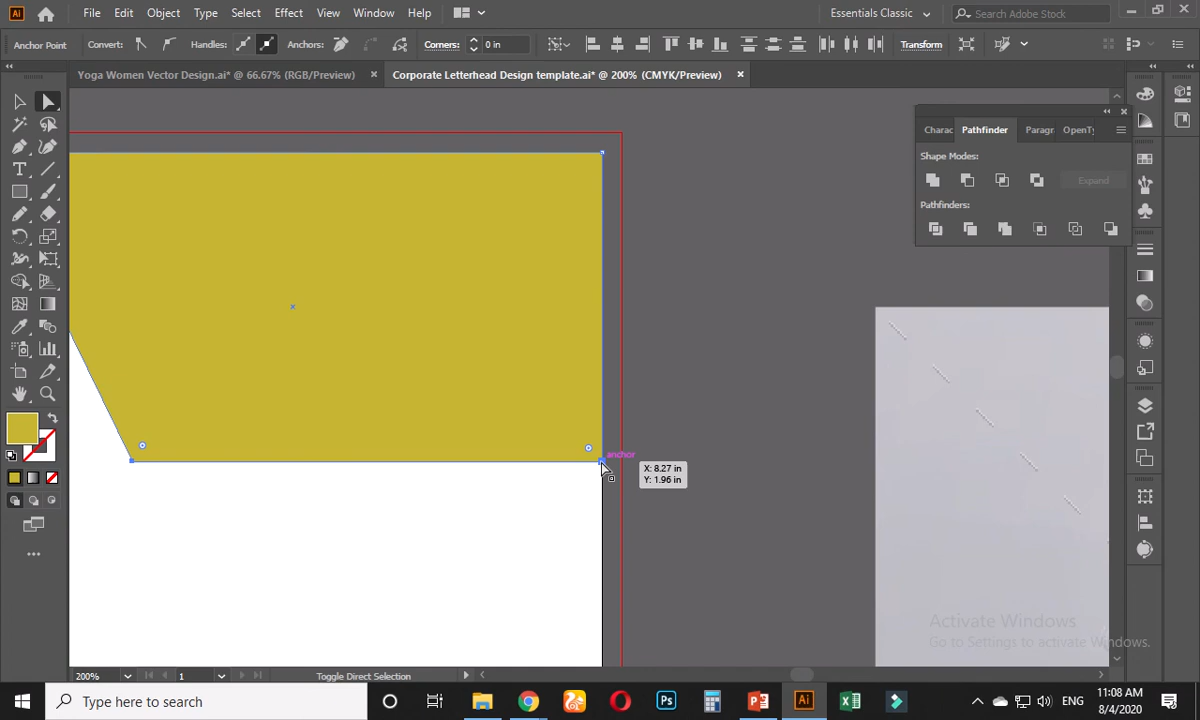 Ai File Edit Object Type Select Effect View Window Help Essentials Classic Search Adobe Stock
Anchor Point Convert: Handles: Anchors: Corners: 0 in Transform
Yoga Women Vector Design.ai* @ 66.67% (RGB/Preview) Corporate Letterhead Design template.ai* @ 200% (CMYK/Preview)
Charac Pathfinder Paragr OpenTy
Shape Modes:
Expand
Pathfinders:
anchor
X: 8.27 in
Y: 1.96 in
Activate Windows
Go to Settings to activate Windows.
200% 1 Toggle Direct Selection
Type here to search Ps Ai ENG
11:08 AM
8/4/2020